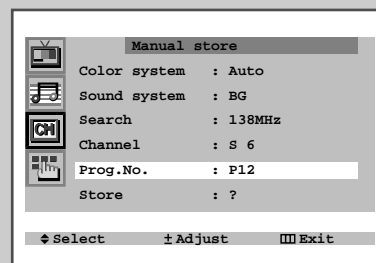 Manual store
Color system : Auto
Sound system : BG
Search : 138MHz
CH
Channel : S 6
Prog.No. : P12
Store : ?
Select ± Adjust Exit